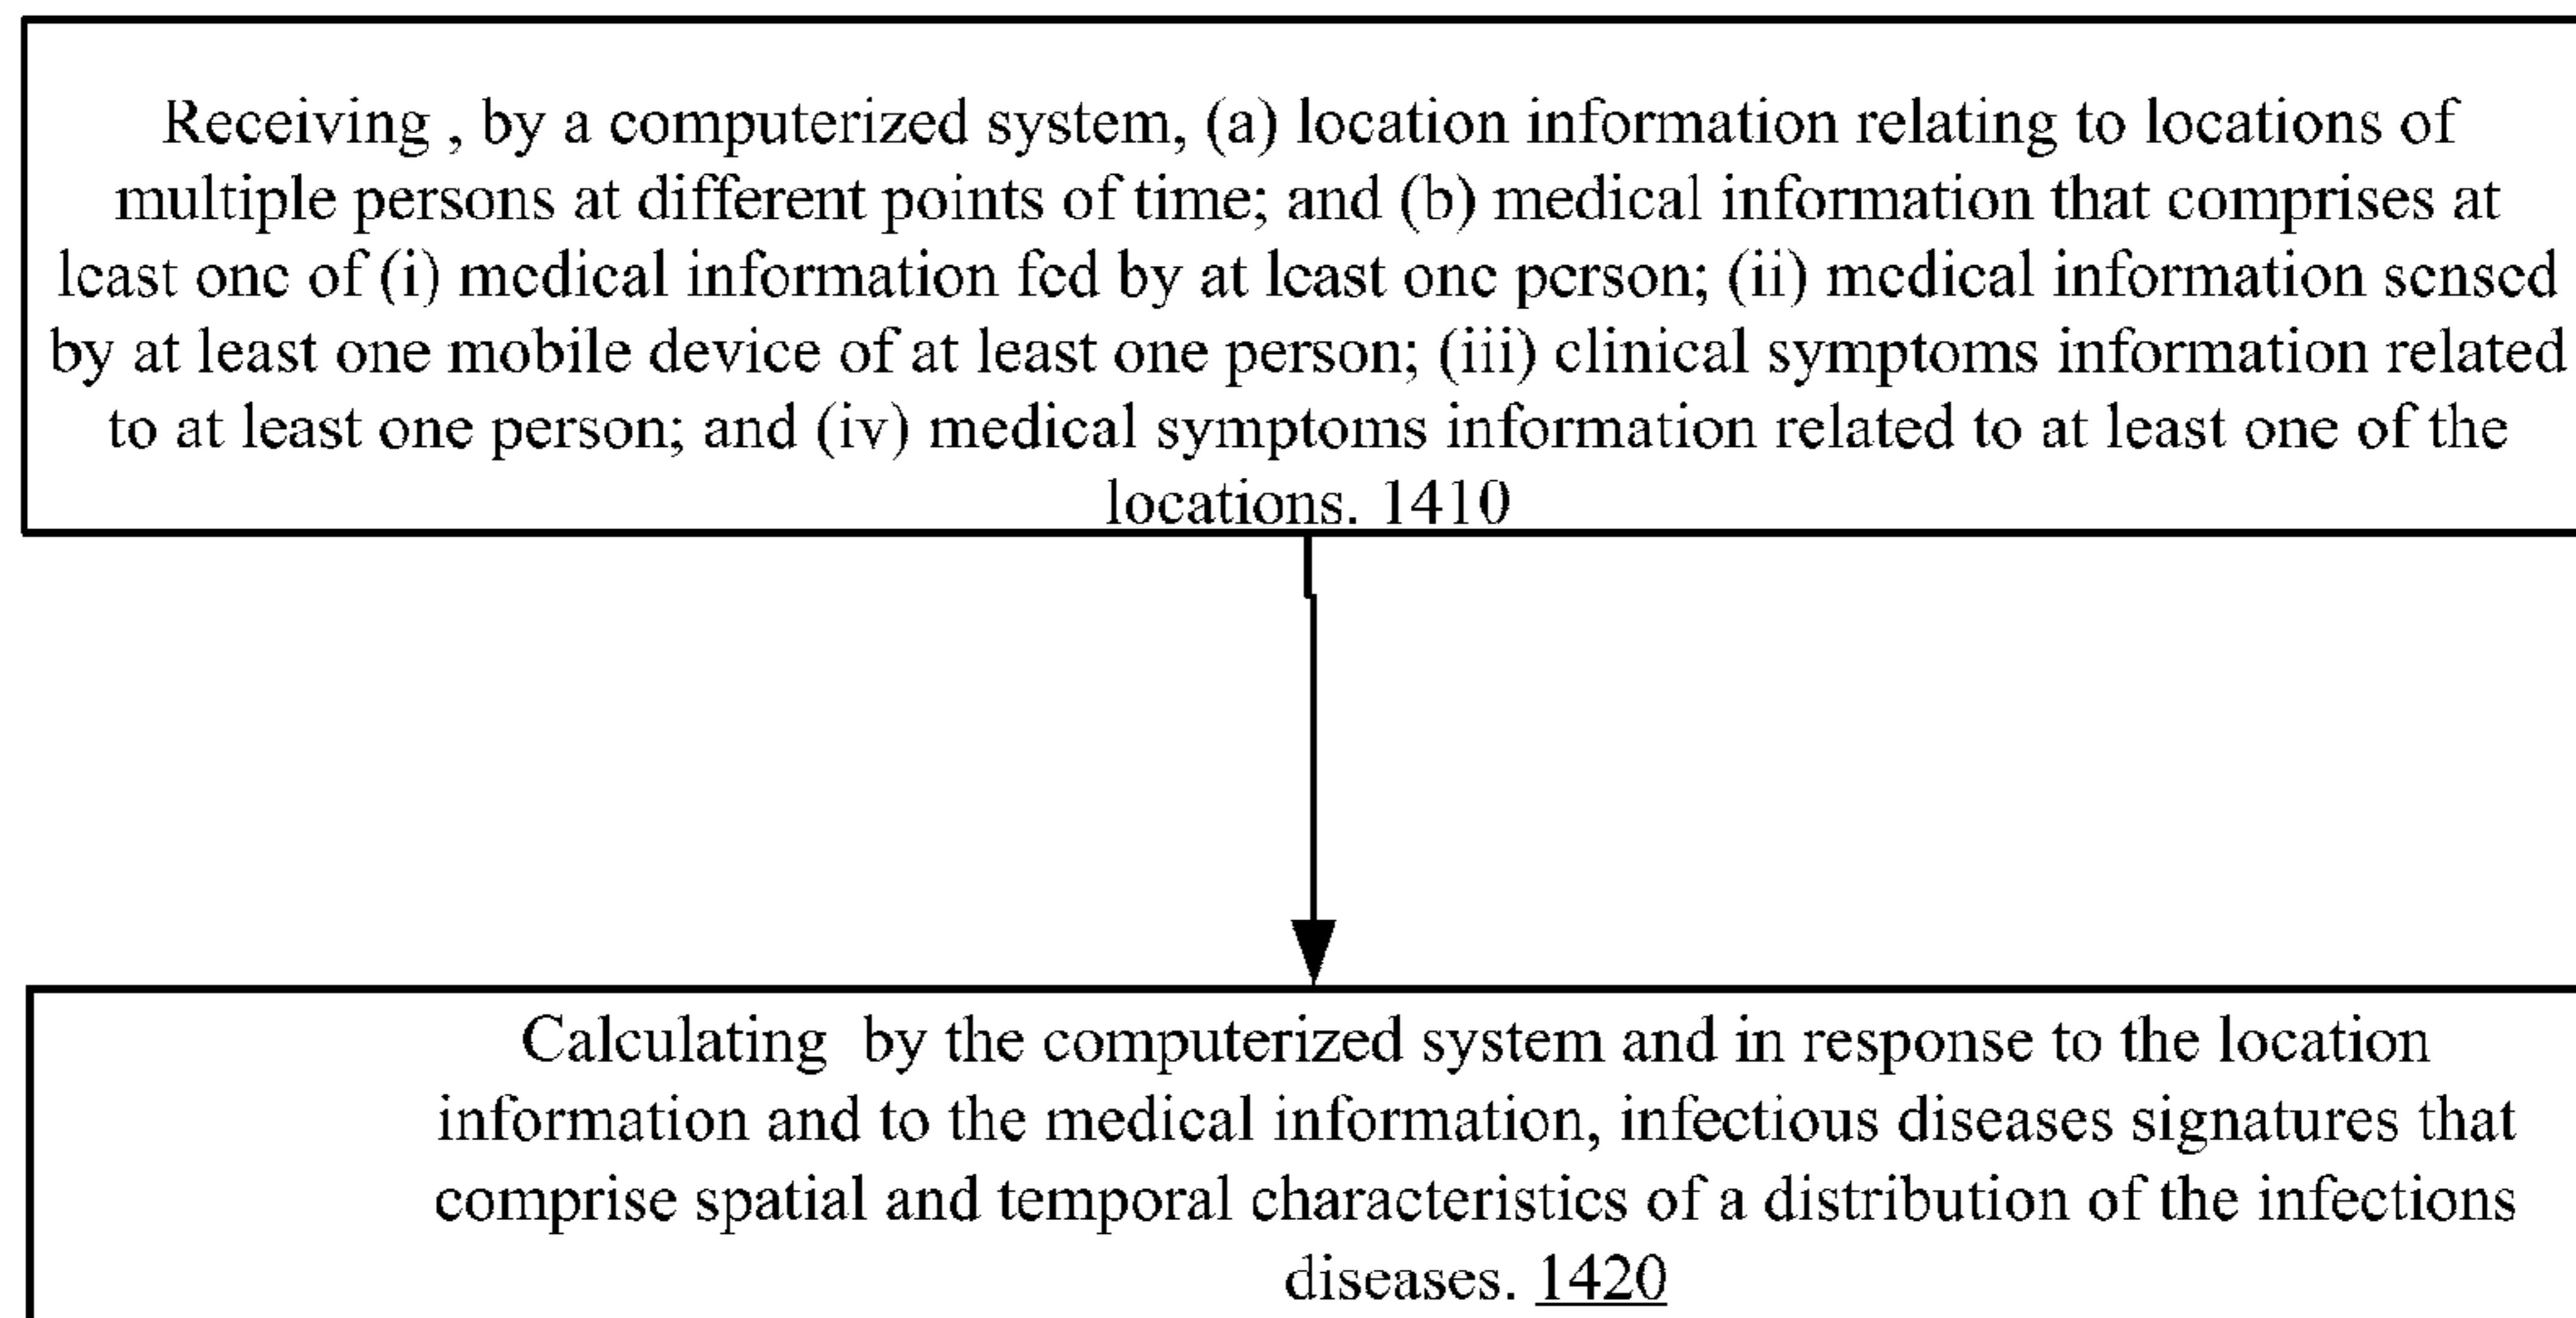 Receiving , by a computerized system, (a) location information relating to locations of
multiple persons at different points of time; and (b) medical information that comprises at
least one of (i) medical information fed by at least one person; (ii) medical information sensed
by at least one mobile device of at least one person; (iii) clinical symptoms information related
to at least one person; and (iv) medical symptoms information related to at least one of the
locations. 1410
Calculating  by the computerized system and in response to the location
information and to the medical information, infectious diseases signatures that
comprise spatial and temporal characteristics of a distribution of the infections
diseases. 1420